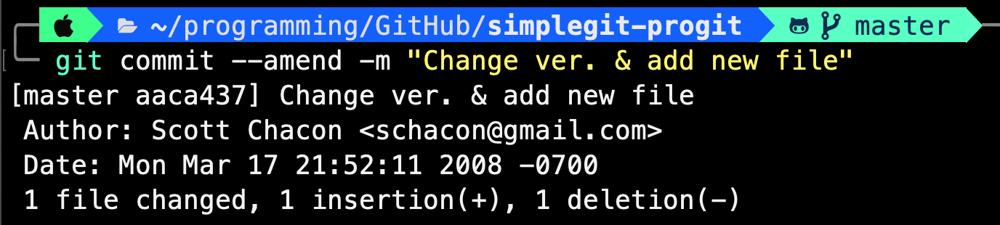 ~/programming/GitHub/simplegit-progit master
git commit --amend -m "Change ver. & add new file"
[master aaca437] Change ver. & add new file
Author: Scott Chacon <schacon@gmail.com>
Date: Mon Mar 17 21:52:11 2008 -0700
1 file changed, 1 insertion(+), 1 deletion(-)